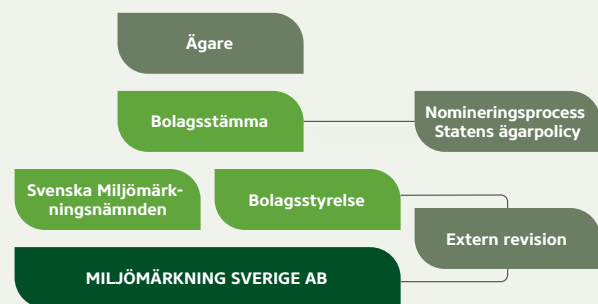 Ägare
Bolagsstämma
Nomineringsprocess
Statens ägarpolicy
Svenska Miljömärk-
ningsnämnden
Bolagsstyrelse
Extern revision
MILJÖMÄRKNING SVERIGE AB